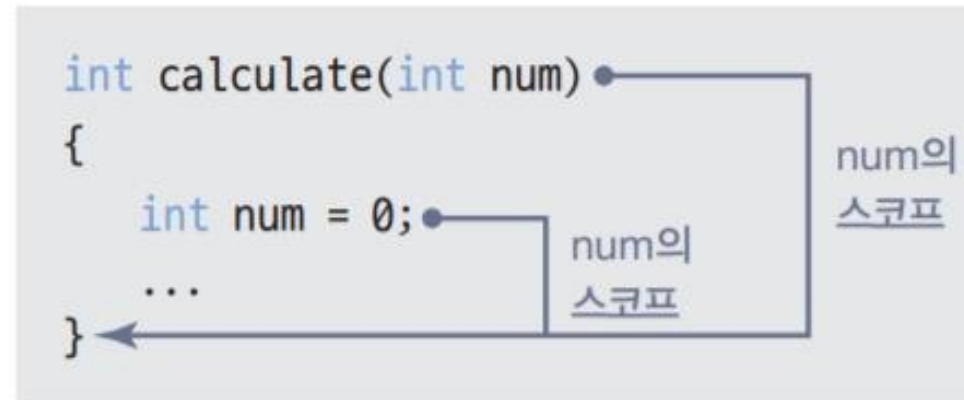 int calculate(int num)
{
num의
스코프
int num = 0;
num의
스코프
...
}